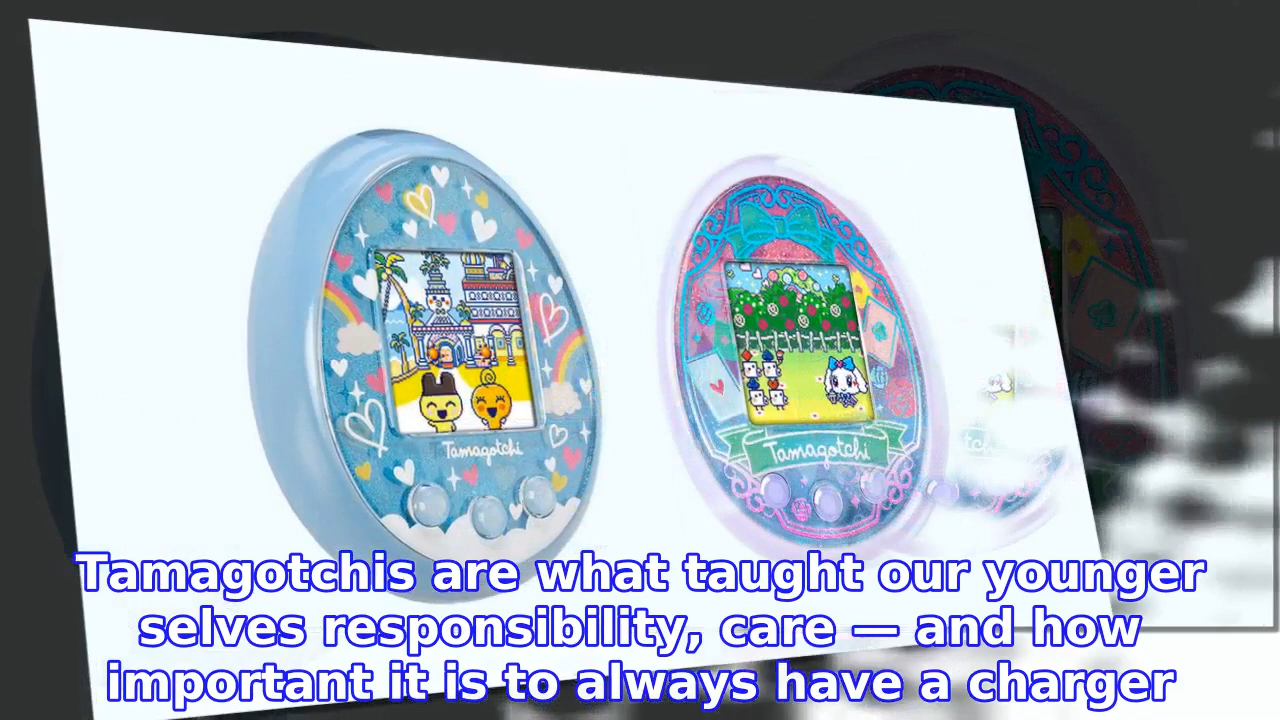 Tamagotchi
Tamagotchi
Tamagotchis are what taught our younger
selves responsibility, care — and how
important it is to always have a charger